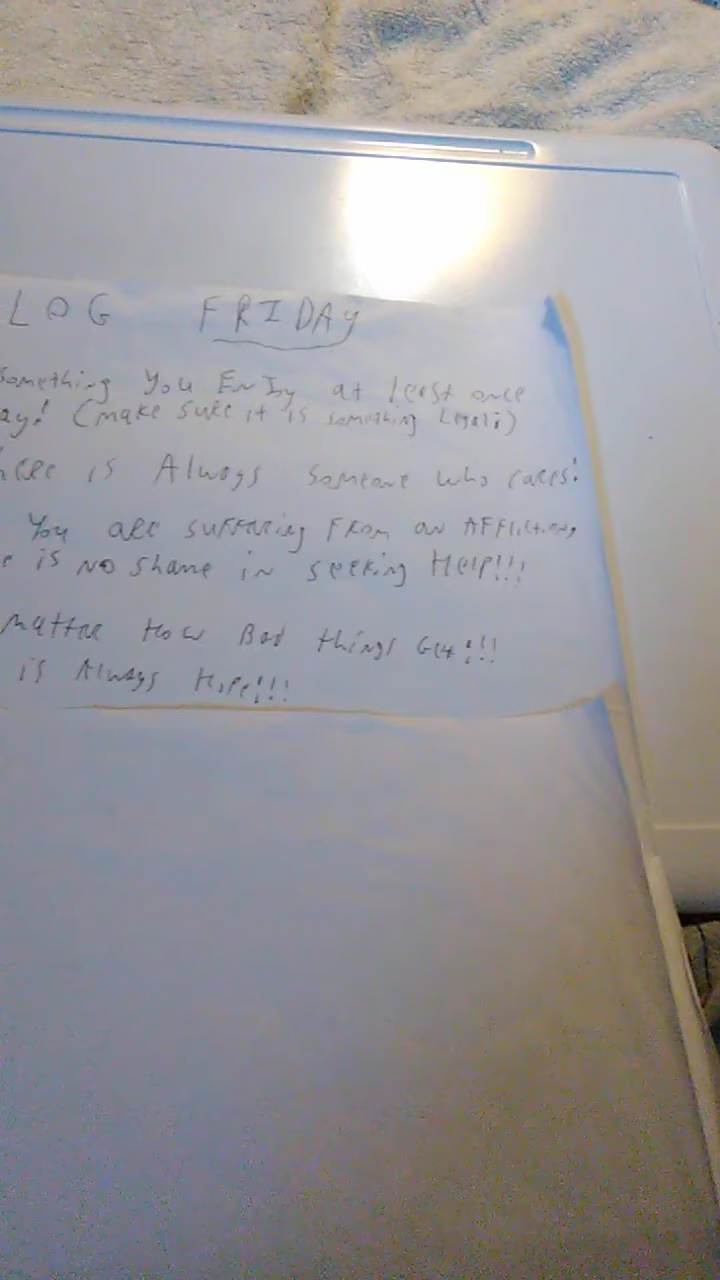 LOG FRIDAY
Something You EnJoy at least once
ay! (make sure it is something Legal!)
here is Always Someone who cares!
You are suffering From an AFFliction,
e is NO shame in seeking Help!!!
matter How Bad things Get!!!
is Always Hope!!!